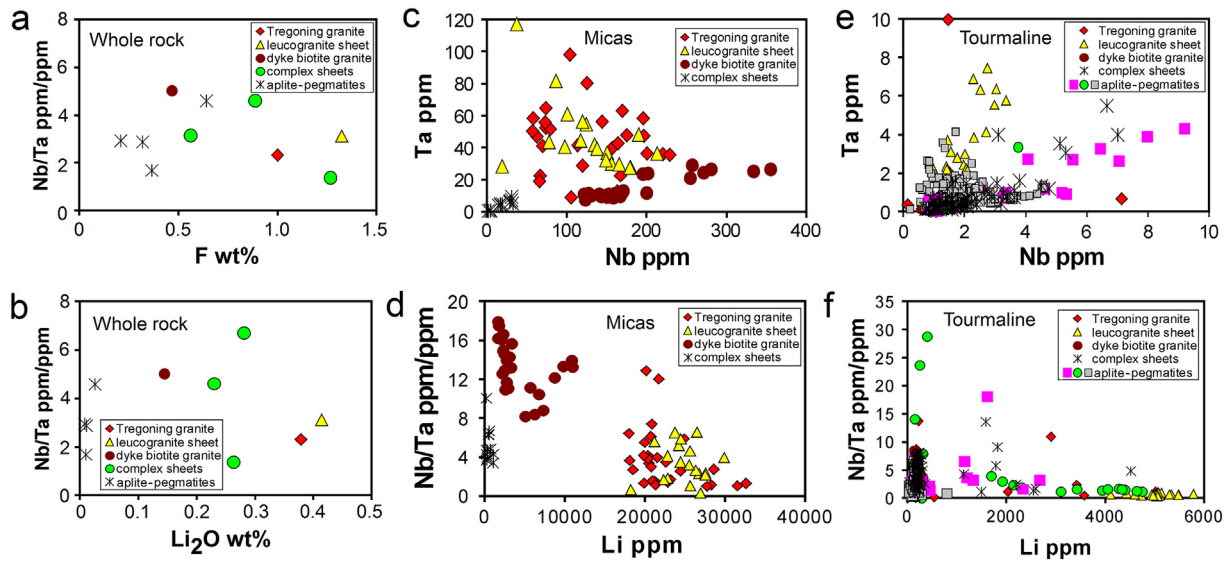 a
Whole rock
Tregoning granite
leucogranite sheet
dyke biotite granite
complex sheets
aplite-pegmatites
8
6
4
2
0
Nb/Ta ppm/ppm
0 0.5 1 1.5
F wt%
b
Whole rock
8
6
4
2
0
Nb/Ta ppm/ppm
Tregoning granite
leucogranite sheet
dyke biotite granite
complex sheets
aplite-pegmatites
0 0.1 0.2 0.3 0.4 0.5
Li2O wt%
c
Micas
Tregoning granite
leucogranite sheet
dyke biotite granite
complex sheets
120
100
80
60
40
20
0
Ta ppm
0 100 200 300 400
Nb ppm
d
Micas
Tregoning granite
leucogranite sheet
dyke biotite granite
complex sheets
20
16
12
8
4
0
Nb/Ta ppm/ppm
0 10000 20000 30000 40000
Li ppm
e
Tourmaline
Tregoning granite
leucogranite sheet
dyke biotite granite
complex sheets
aplite-pegmatites
10
8
6
4
2
0
Ta ppm
0 2 4 6 8 10
Nb ppm
f
Tourmaline
Tregoning granite
leucogranite sheet
dyke biotite granite
complex sheets
aplite-pegmatites
35
30
25
20
15
10
5
0
Nb/Ta ppm/ppm
0 2000 4000 6000
Li ppm